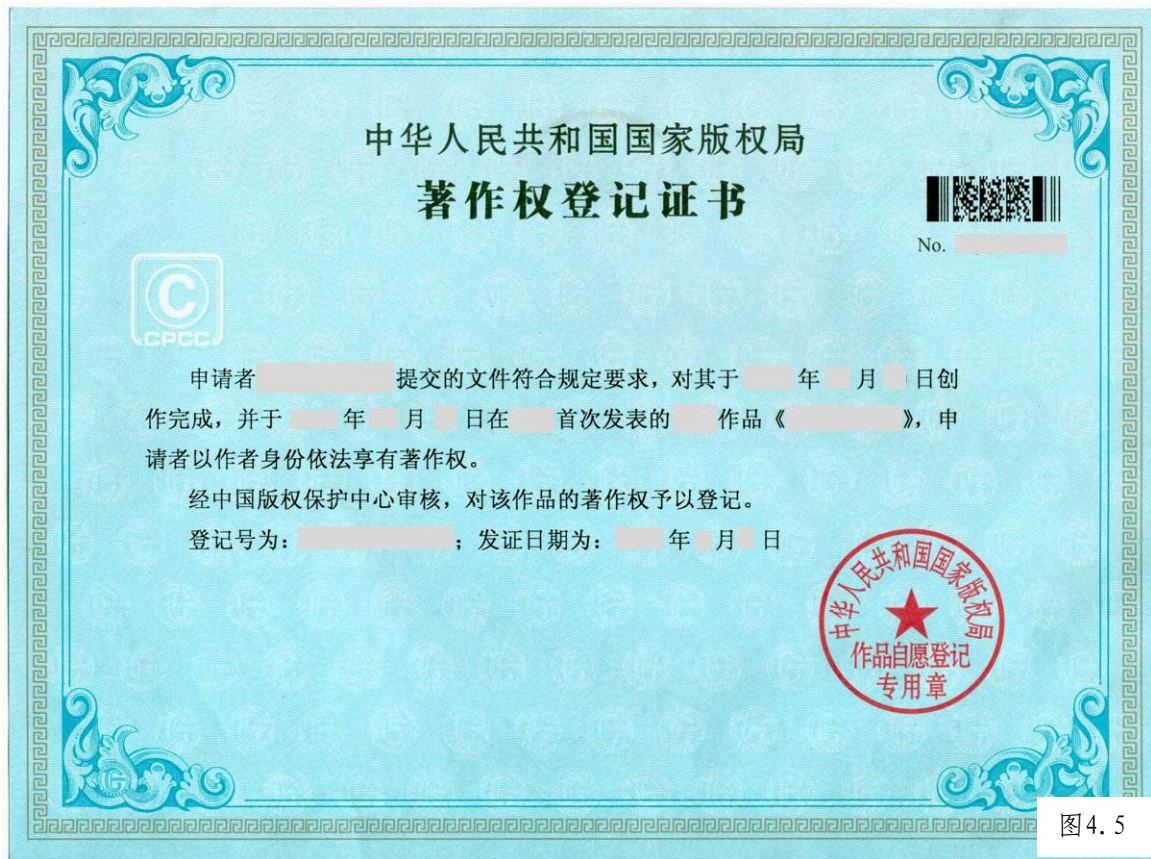 中华人民共和国国家版权局
著作权登记证书
No.
CPCC
申请者 提交的文件符合规定要求，对其于 年 月 日创
作完成，并于 年 月 日在 首次发表的 作品《 》，申
请者以作者身份依法享有著作权。
经中国版权保护中心审核，对该作品的著作权予以登记。
登记号为： ；发证日期为： 年 月 日
中华人民共和国国家版权局
作品自愿登记
专用章
图4.5